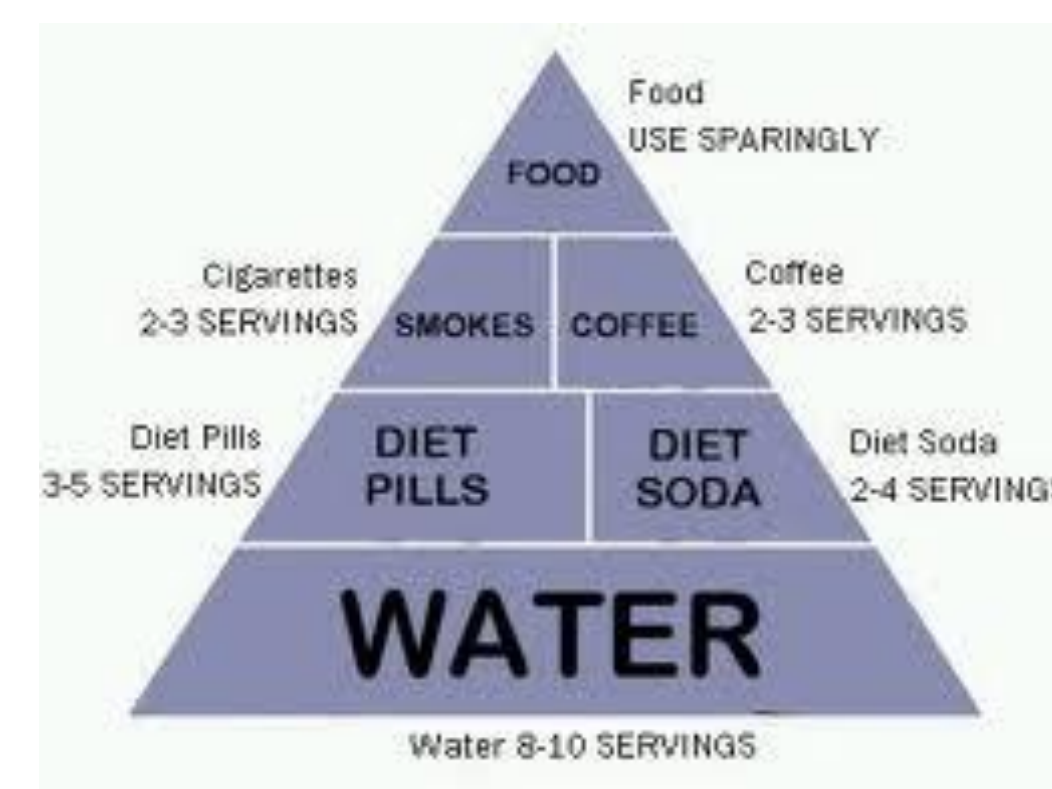 Food
USE SPARINGLY
FOOD
Cigarettes
2-3 SERVINGS
SMOKES
COFFEE
Coffee
2-3 SERVINGS
Diet Pills
3-5 SERVINGS
DIET
PILLS
DIET
SODA
Diet Soda
2-4 SERVINGS
WATER
Water 8-10 SERVINGS